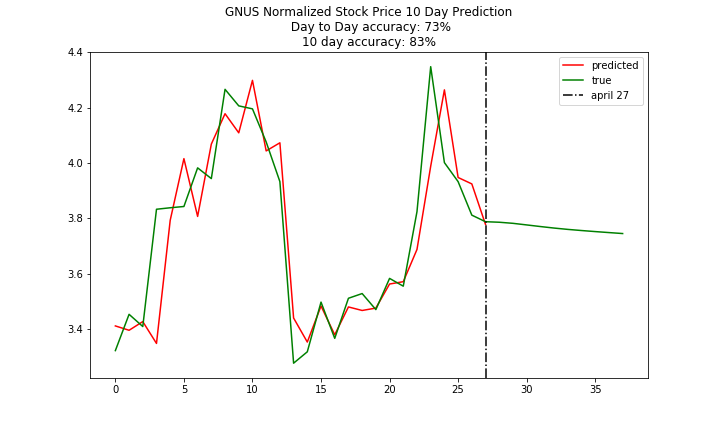 GNUS Normalized Stock Price 10 Day Prediction
Day to Day accuracy: 73%
10 day accuracy: 83%
4.4
4.2
4.0
3.8
3.6
3.4
0 5 10 15 20 25 30 35
predicted
true
april 27